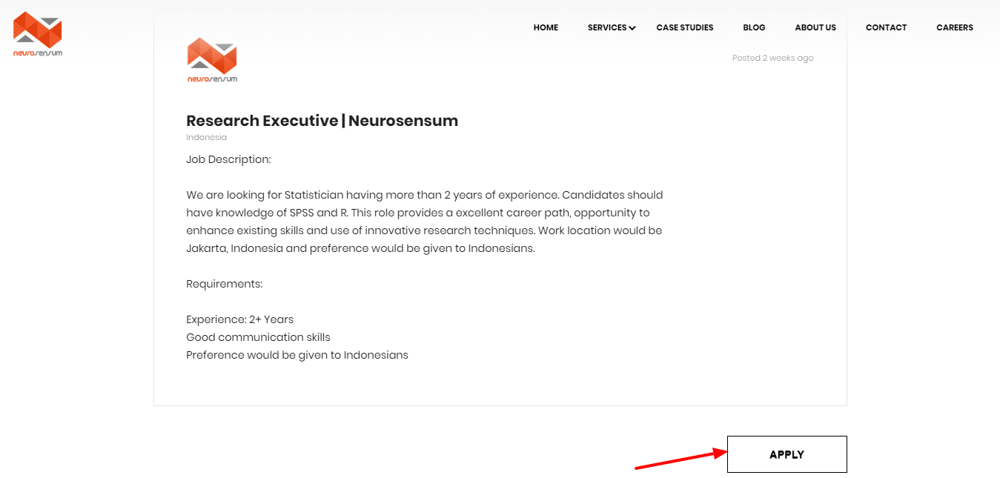 HOME SERVICES CASE STUDIES BLOG ABOUT US CONTACT CAREERS
neurosensum
Posted 2 weeks ago
neurosensum
Research Executive | Neurosensum
Indonesia
Job Description:
We are looking for Statistician having more than 2 years of experience. Candidates should
have knowledge of SPSS and R. This role provides a excellent career path, opportunity to
enhance existing skills and use of innovative research techniques. Work location would be
Jakarta, Indonesia and preference would be given to Indonesians.
Requirements:
Experience: 2+ Years
Good communication skills
Preference would be given to Indonesians
APPLY